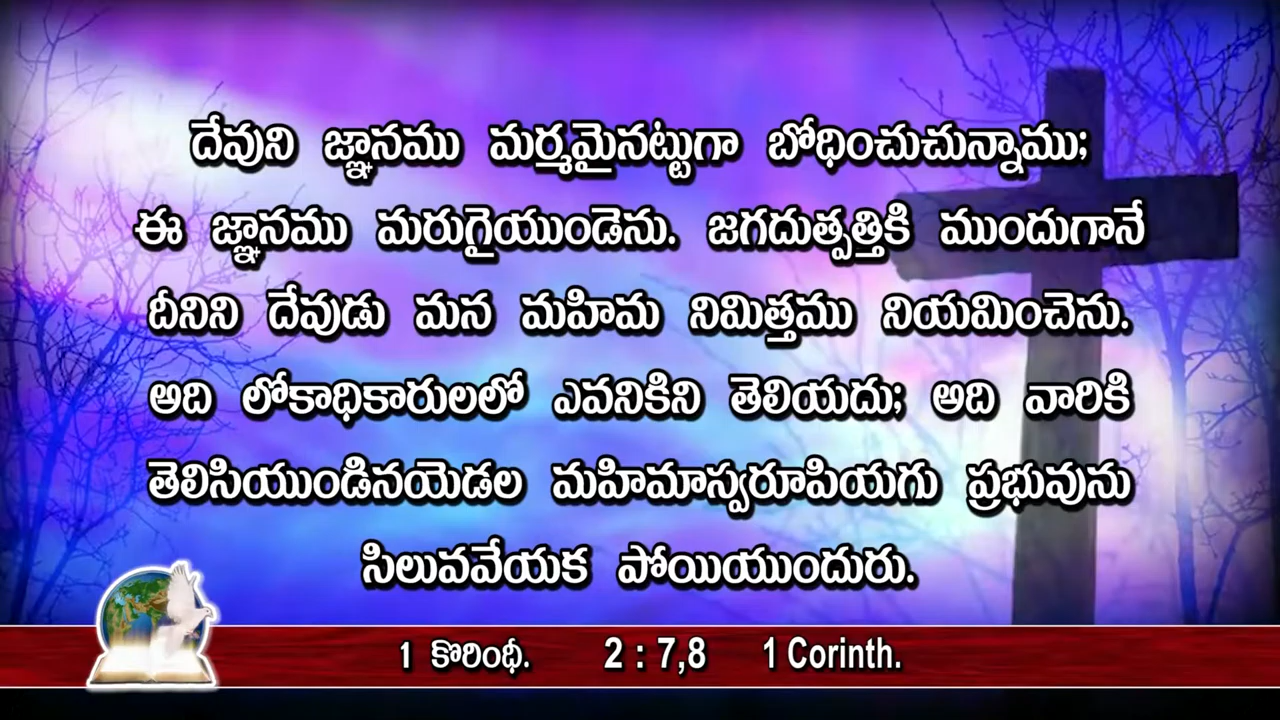 దేవుని జ్ఞానము మర్మమైనట్టుగా బోధించుచున్నాము;
ఈ జ్ఞానము మరుగైయుండెను. జగదుత్పత్తికి ముందుగానే
దీనిని దేవుడు మన మహిమ నిమిత్తము నియమించెను.
అది లోకాధికారులలో ఎవనికిని తెలియదు; అది వారికి
తెలిసియుండినయెడల మహిమాస్వరూపియగు ప్రభువును
సిలువవేయక పోయియుందురు.
1 కొరింథీ. 2 : 7,8 1 Corinth.